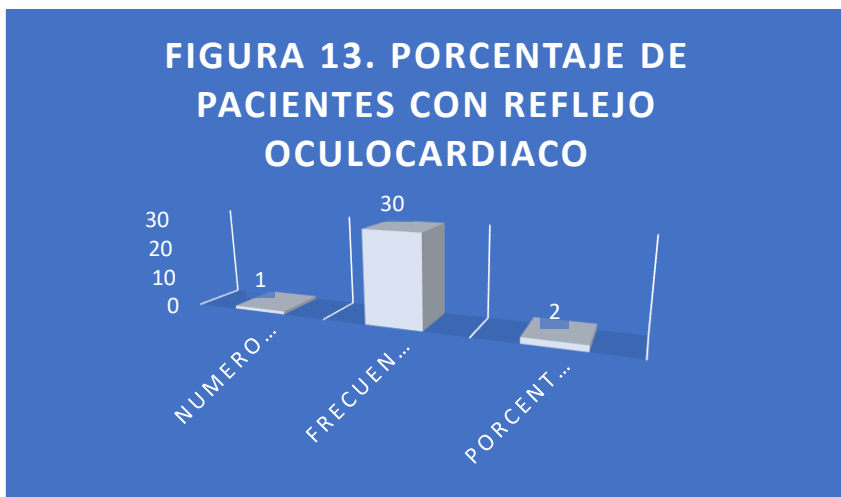 FIGURA 13. PORCENTAJE DE
PACIENTES CON REFLEJO
OCULOCARDIACO
30
20
10
0
1
30
2
NUMERO...
FRECUEN...
PORCENT...